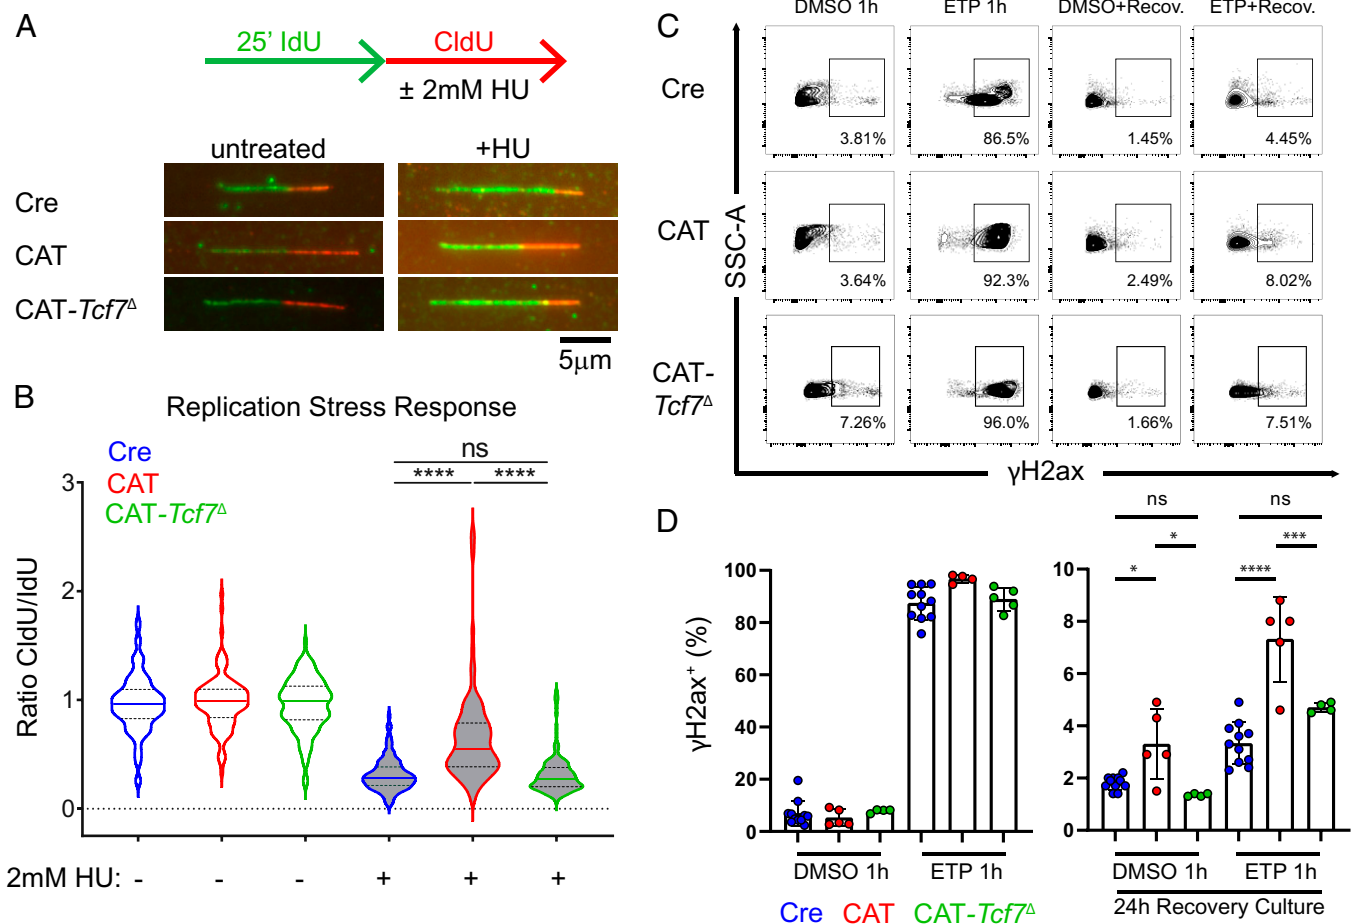 A
25' IdU
CldU
± 2mM HU
untreated
+HU
Cre
CAT
CAT-Tcf7Δ
5μm
B
Replication Stress Response
Cre
CAT
CAT-Tcf7Δ
ns
**** ****
Ratio CldU/IdU
3
2
1
0
2mM HU: - - - + + +
C
DMSO 1h ETP 1h DMSO+Recov. ETP+Recov.
Cre
3.81% 86.5% 1.45% 4.45%
CAT
3.64% 92.3% 2.49% 8.02%
CAT-
Tcf7Δ
7.26% 96.0% 1.66% 7.51%
SSC-A
γH2ax
D
γH2ax+ (%)
100
80
60
40
20
0
DMSO 1h ETP 1h
ns ns
* ***
* ****
10
8
6
4
2
0
DMSO 1h ETP 1h
24h Recovery Culture
Cre CAT CAT-Tcf7Δ